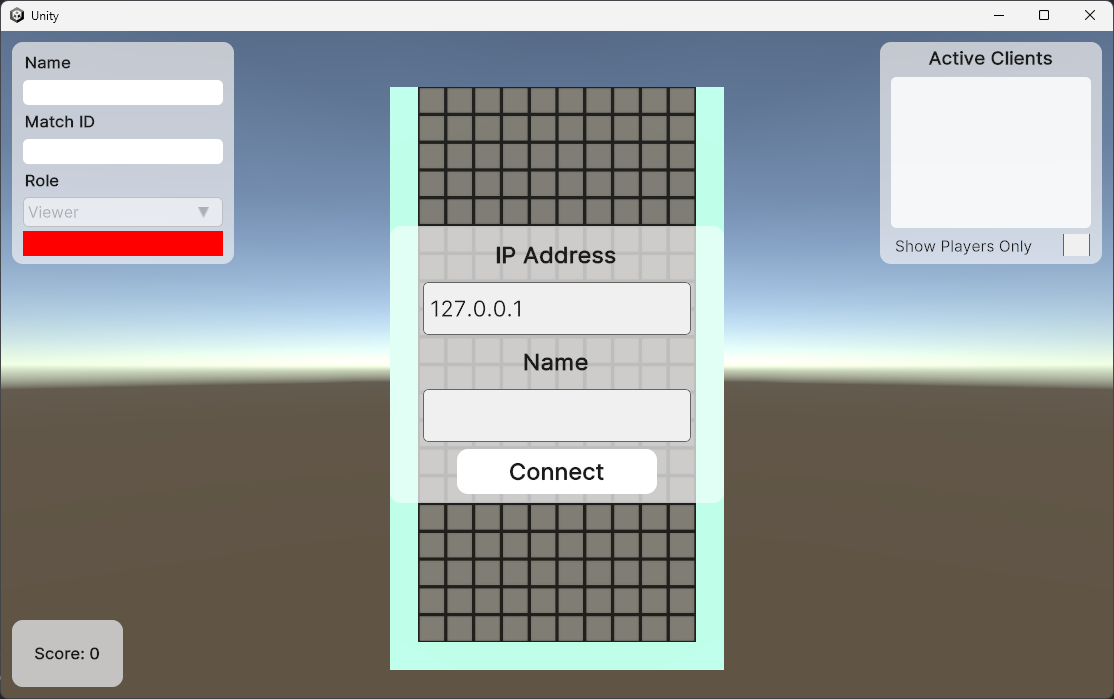 Unity
Name
Match ID
Role
Viewer
Active Clients
Show Players Only
IP Address
127.0.0.1
Name
Connect
Score: 0